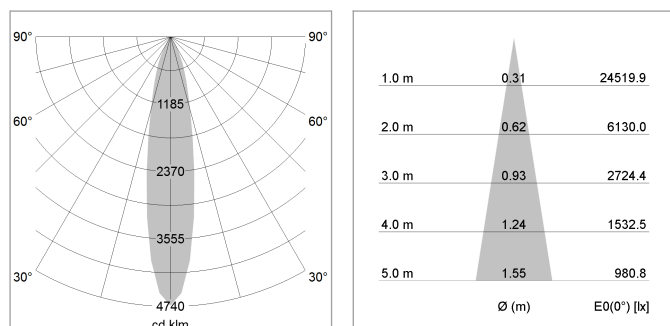 90° 90°
1185
60° 60°
2370
3555
30° 30°
4740
cd klm
1.0 m 0.31 24519.9
2.0 m 0.62 6130.0
3.0 m 0.93 2724.4
4.0 m 1.24 1532.5
5.0 m 1.55 980.8
Ø (m) E0(0°) [lx]